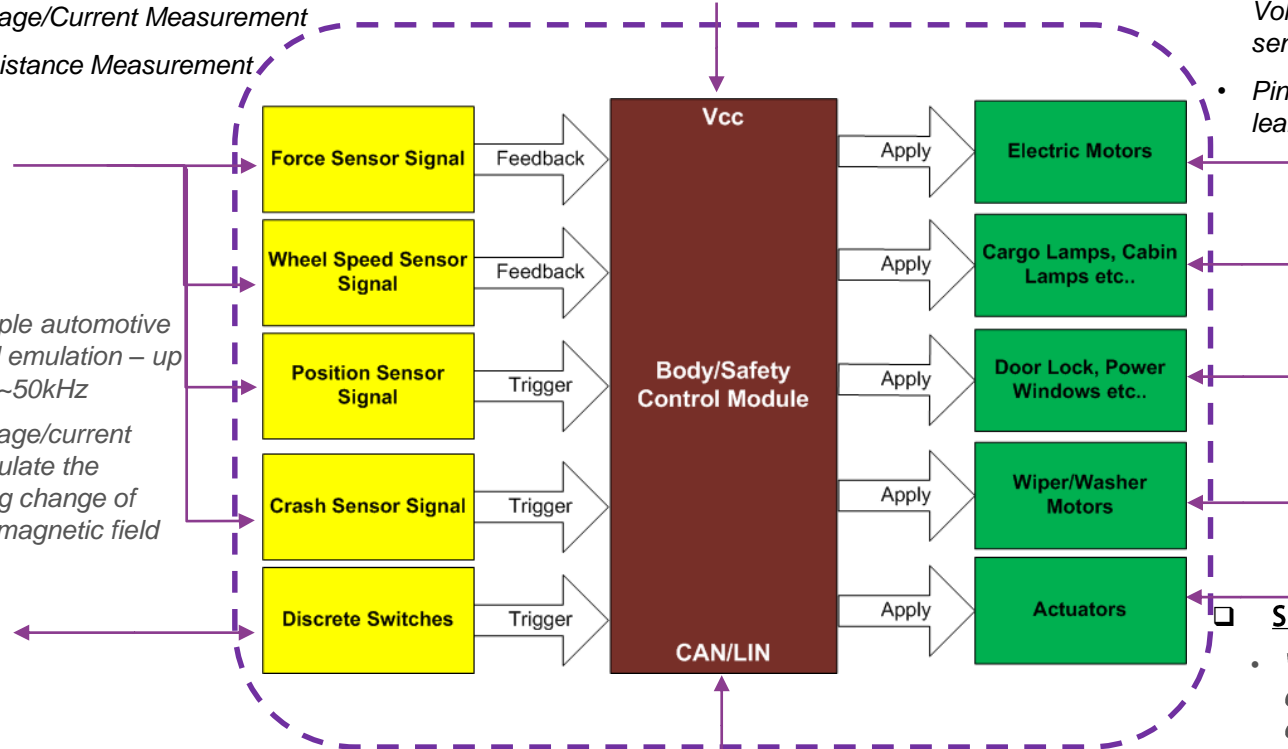 age/Current Measurement
istance Measurement
ple automotive
emulation – up
~50kHz
age/current
ulate the
g change of
magnetic field
Force Sensor Signal
Feedback
Wheel Speed Sensor
Signal
Feedback
Position Sensor
Signal
Trigger
Crash Sensor Signal
Trigger
Discrete Switches
Trigger
Vcc
Body/Safety
Control Module
CAN/LIN
Apply
Electric Motors
Apply
Cargo Lamps, Cabin
Lamps etc..
Apply
Door Lock, Power
Windows etc..
Apply
Wiper/Washer
Motors
Apply
Actuators
Vol
sen
• Pin
lea
❑ S